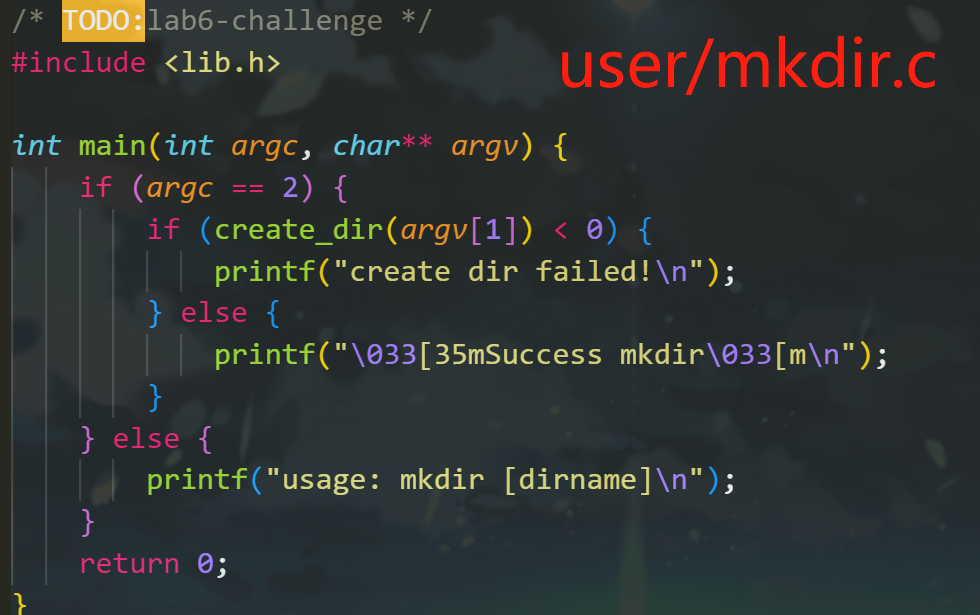 /* TODO:lab6-challenge */
#include <lib.h>
user/mkdir.c
int main(int argc, char** argv) {
    if (argc == 2) {
        if (create_dir(argv[1]) < 0) {
            printf("create dir failed!\n");
        } else {
            printf("\033[35mSuccess mkdir\033[m\n");
        }
    } else {
        printf("usage: mkdir [dirname]\n");
    }
    return 0;
}